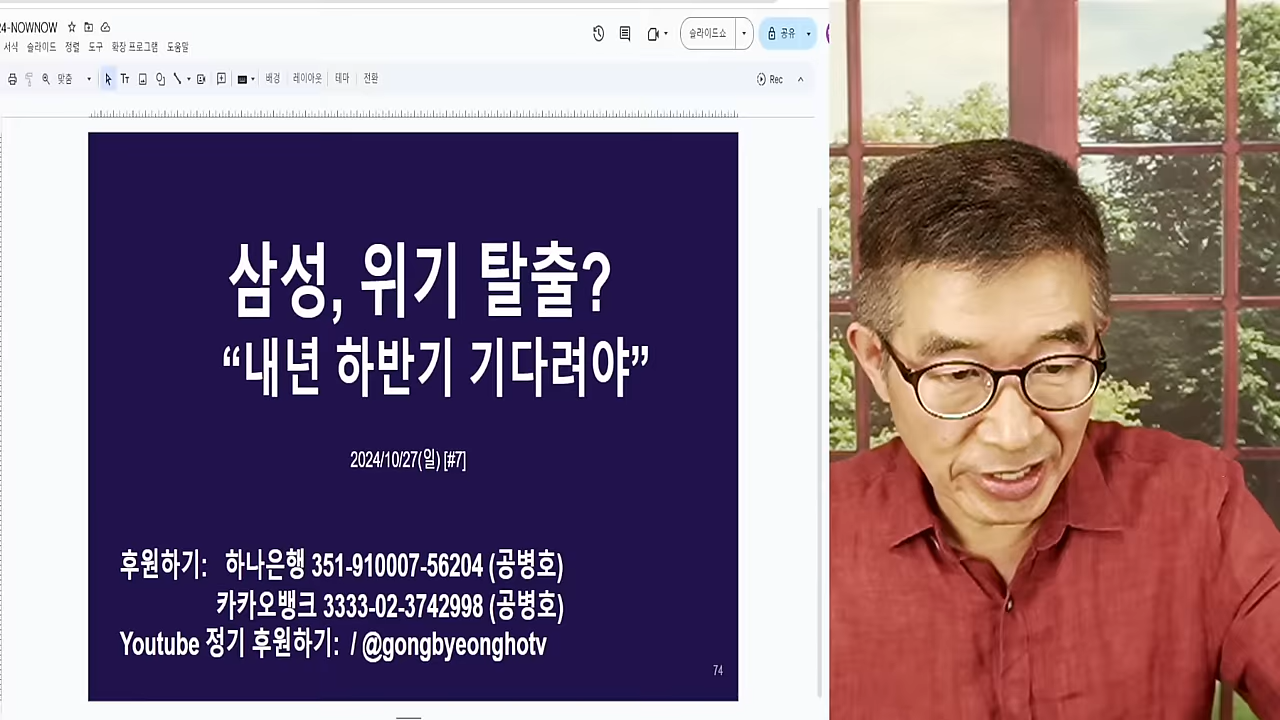 24-NOWNOW
서식 슬라이드 정렬 도구 확장 프로그램 도움말
슬라이드쇼
공유
맞춤
Tт
배경
레이아웃
테마
전환
Rec
삼성, 위기 탈출?
“내년 하반기 기다려야”
2024/10/27(일) [#7]
후원하기: 하나은행 351-910007-56204 (공병호)
카카오뱅크 3333-02-3742998 (공병호)
Youtube 정기 후원하기: / @gongbyeonghotv
74